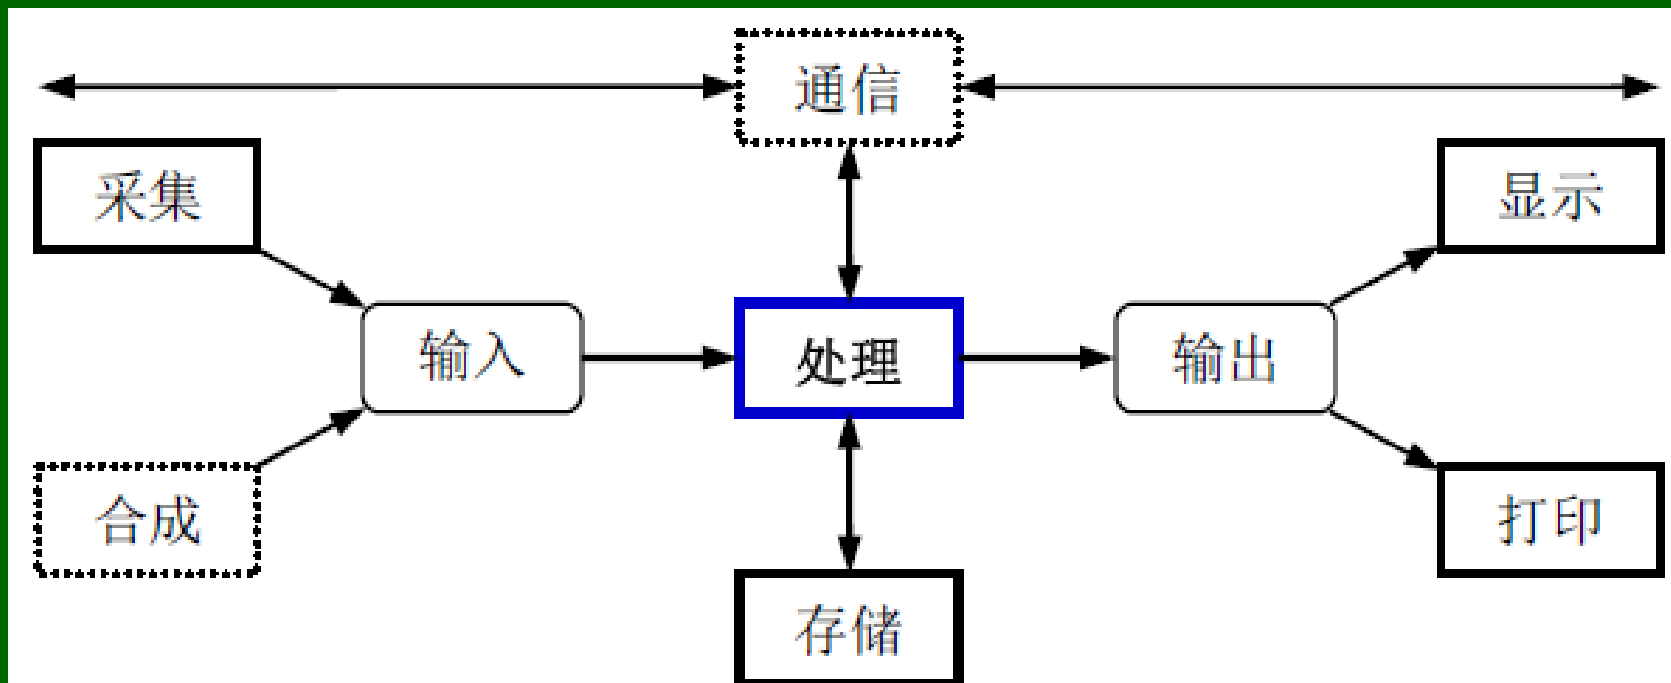 通信
采集
显示
输入
处理
输出
合成
打印
存储